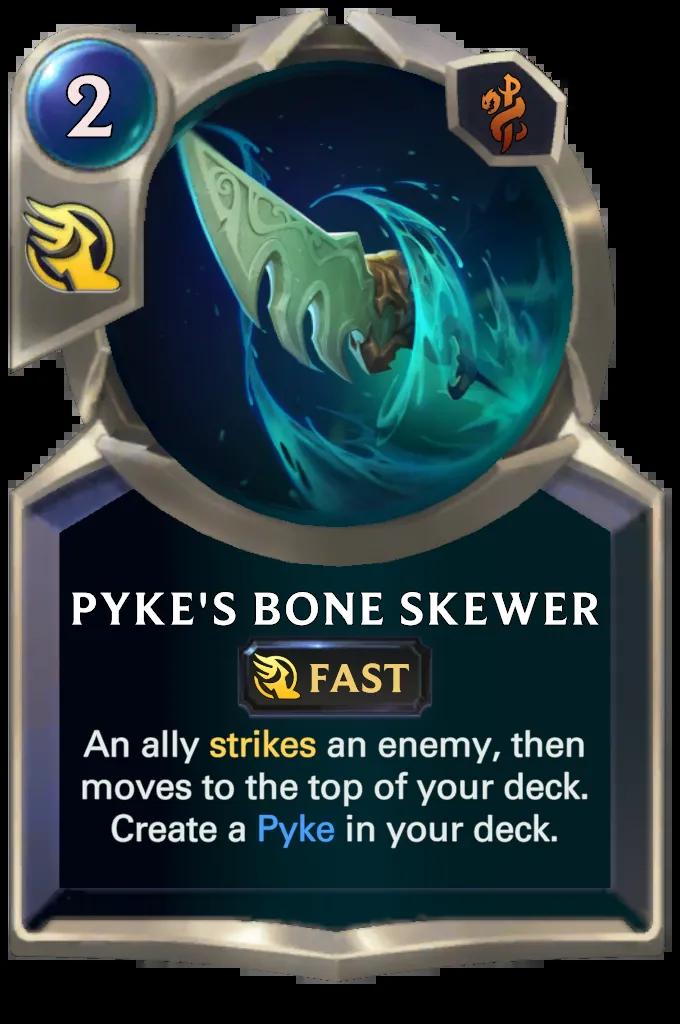 2
PYKE'S BONE SKEWER
FAST
An ally strikes an enemy, then
moves to the top of your deck.
Create a Pyke in your deck.